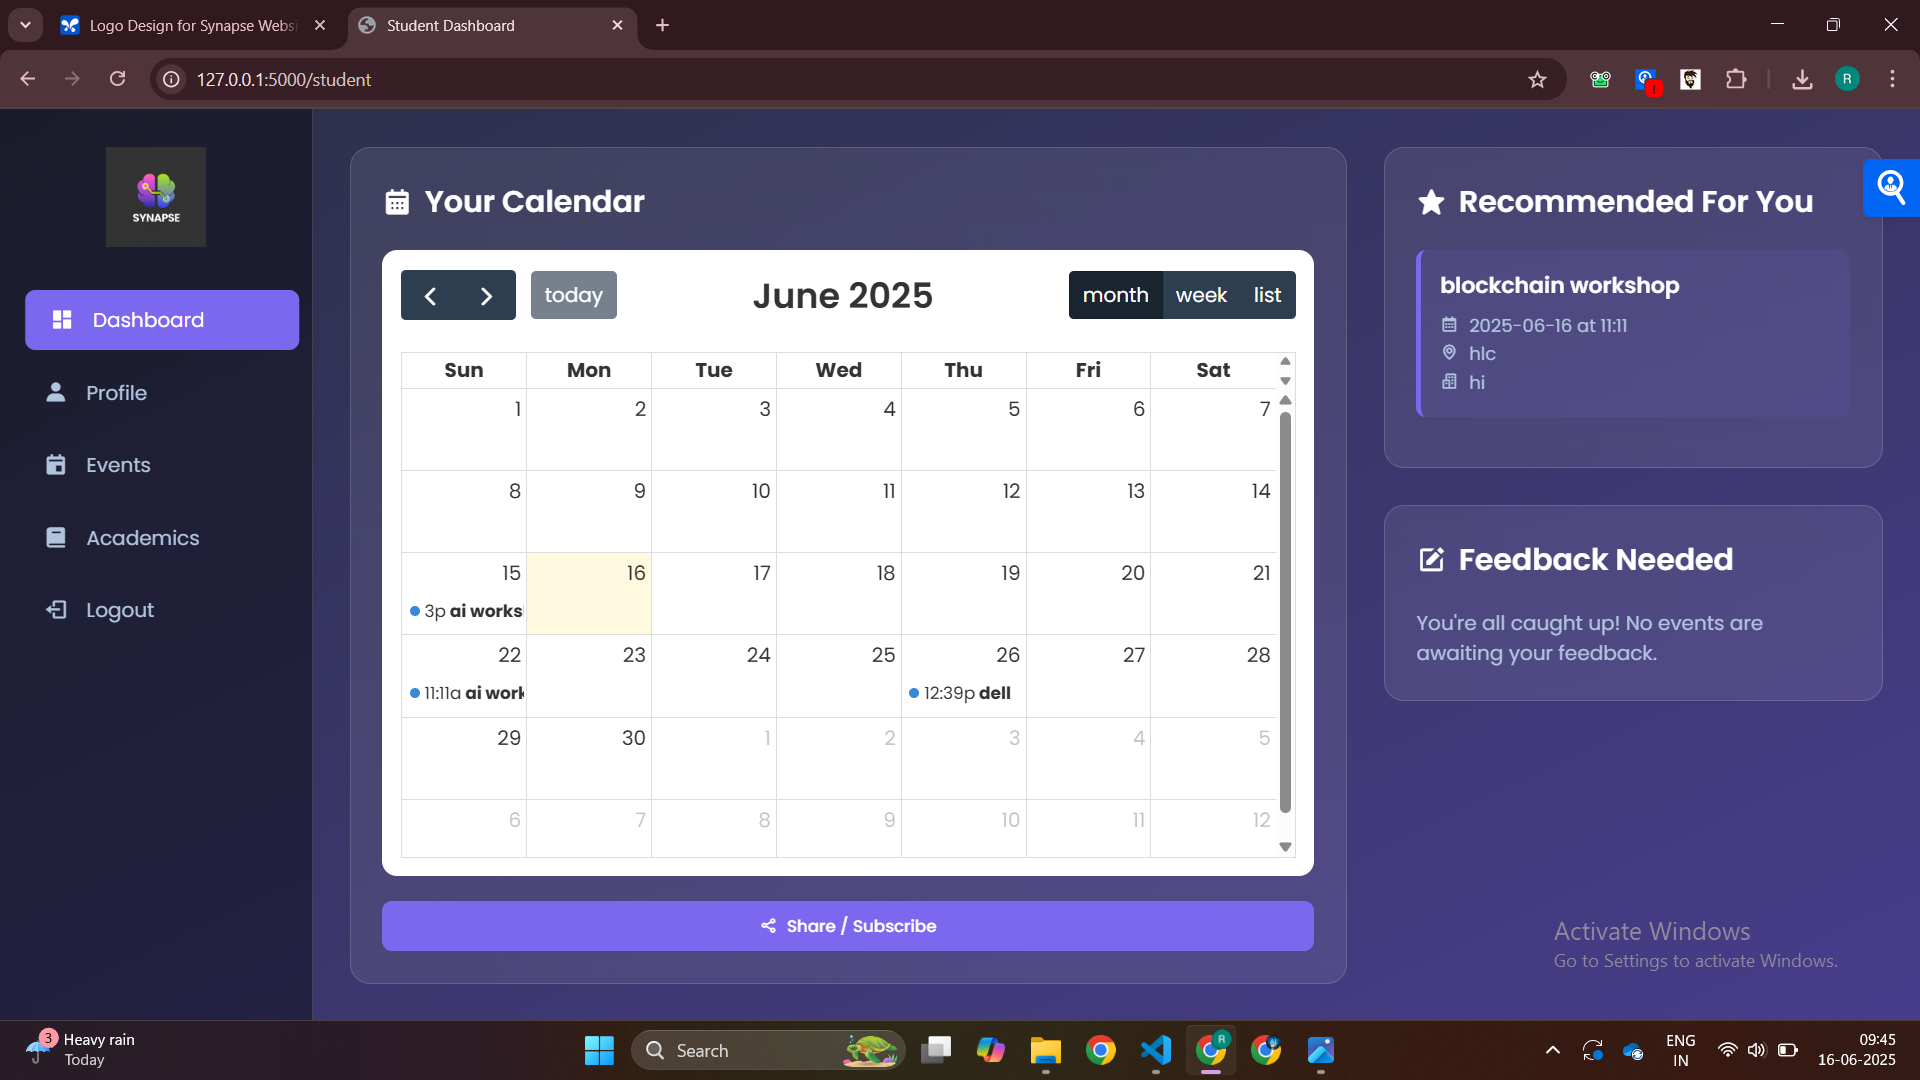 Logo Design for Synapse Websi
Student Dashboard
127.0.0.1:5000/student
R
SYNAPSE
Dashboard
Profile
Events
Academics
Logout
Your Calendar
today
June 2025
month week list
Sun Mon Tue Wed Thu Fri Sat
1 2 3 4 5 6 7
8 9 10 11 12 13 14
15 16 17 18 19 20 21
3p ai works
22 23 24 25 26 27 28
11:11a ai work
12:39p dell
29 30 1 2 3 4 5
6 7 8 9 10 11 12
Share / Subscribe
Recommended For You
blockchain workshop
2025-06-16 at 11:11
hlc
hi
Feedback Needed
You're all caught up! No events are
awaiting your feedback.
Activate Windows
Go to Settings to activate Windows.
3
Heavy rain
Today
Search
R
ENG
IN
09:45
16-06-2025